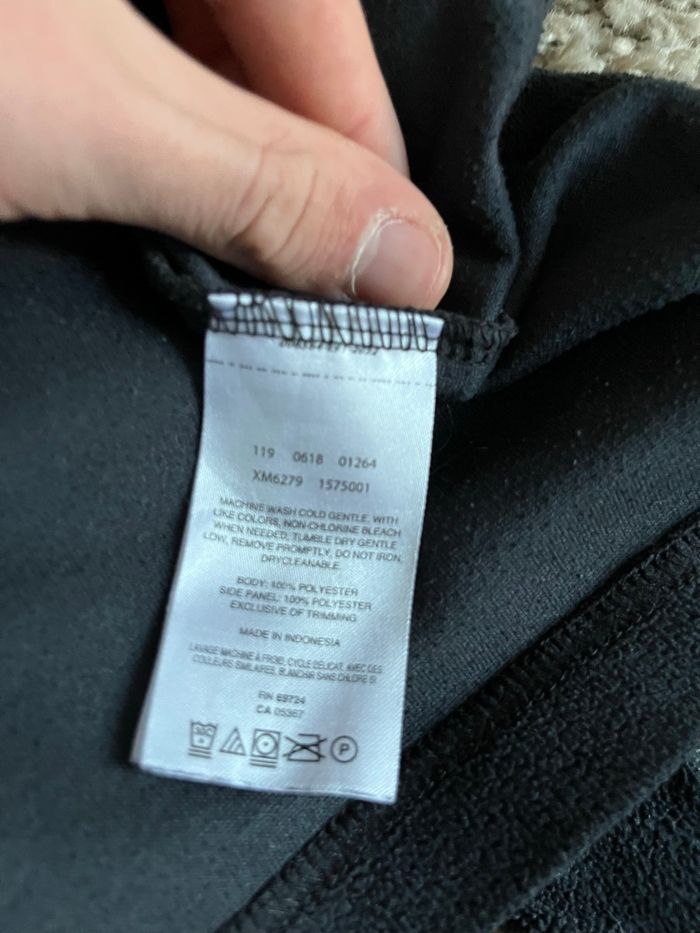 119 0618 01264
XM6279 1575001
MACHINE WASH COLD GENTLE, WITH
LIKE COLORS, NON-CHLORINE BLEACH
WHEN NEEDED, TUMBLE DRY GENTLE
LOW, REMOVE PROMPTLY, DO NOT IRON,
DRYCLEANABLE.
BODY: 100% POLYESTER
SIDE PANEL: 100% POLYESTER
EXCLUSIVE OF TRIMMING
MADE IN INDONESIA
LAVAGE MACHINE À FROID, CYCLE DÉLICAT, AVEC DES
COULEURS SIMILAIRES, BLANCHIR SANS CHLORE SI
RN 69724
CA 05367
30C
P